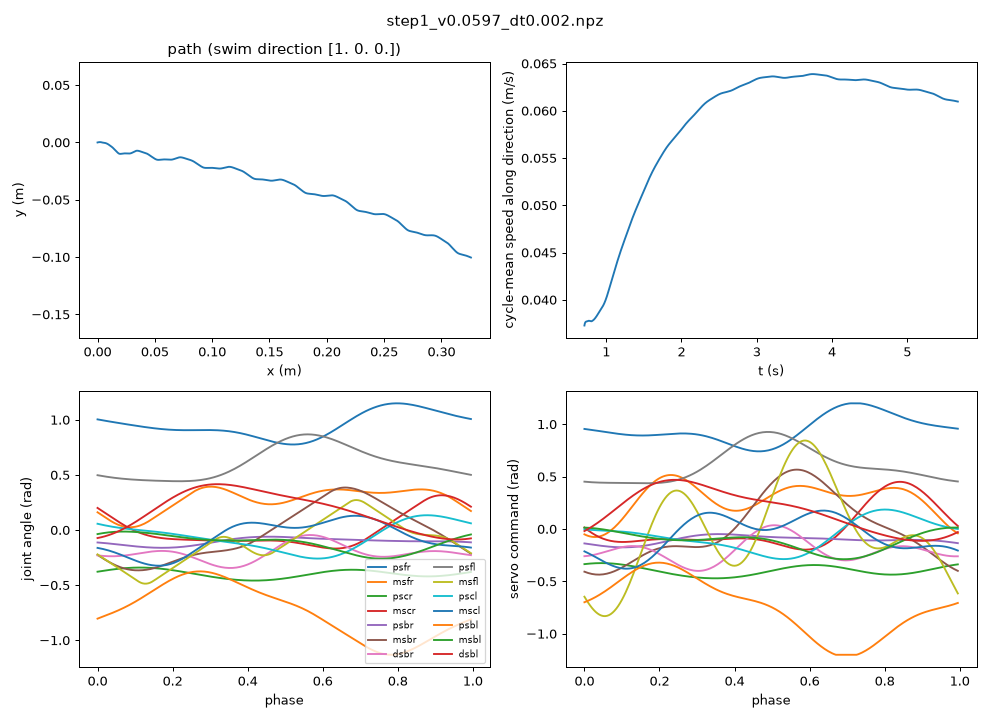 step1_v0.0597_dt0.002.npz
path (swim direction [1. 0. 0.])
0.05
0.00
−0.05
−0.10
−0.15
y (m)
0.00 0.05 0.10 0.15 0.20 0.25 0.30
x (m)
0.065
0.060
0.055
0.050
0.045
0.040
cycle-mean speed along direction (m/s)
1 2 3 4 5
t (s)
1.0
0.5
0.0
−0.5
−1.0
joint angle (rad)
psfr psfl
msfr msfl
pscr pscl
mscr mscl
psbr psbl
msbr msbl
dsbr dsbl
0.0 0.2 0.4 0.6 0.8 1.0
phase
1.0
0.5
0.0
−0.5
−1.0
servo command (rad)
0.0 0.2 0.4 0.6 0.8 1.0
phase